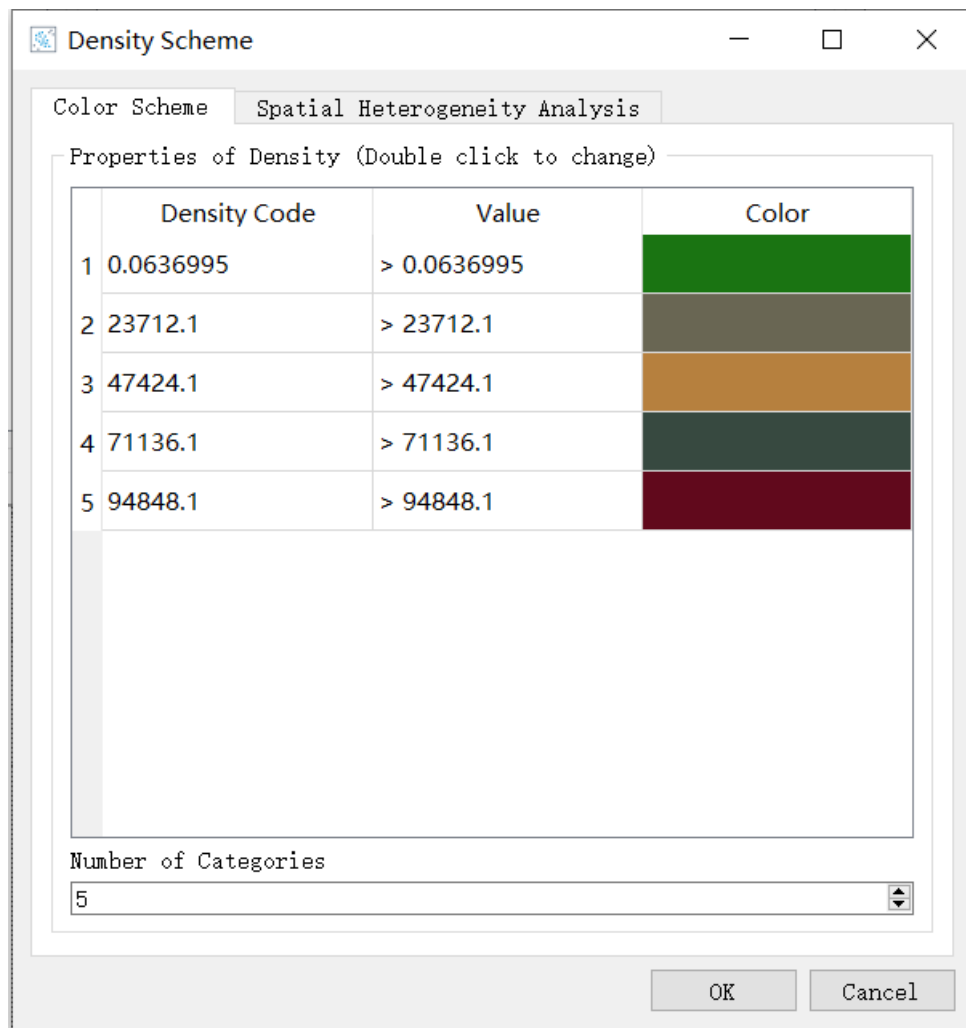 Density Scheme
Color Scheme Spatial Heterogeneity Analysis
Properties of Density (Double click to change)
Density Code Value Color
1 0.0636995 > 0.0636995
2 23712.1 > 23712.1
3 47424.1 > 47424.1
4 71136.1 > 71136.1
5 94848.1 > 94848.1
Number of Categories
5
OK Cancel